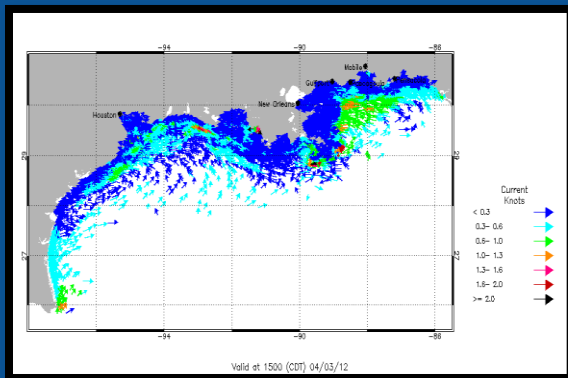 -94 -90 -86
Mobile
Gu
New Orleans
Houston
29 29
27 27
Current
Knots
< 0.3
0.3- 0.6
0.6- 1.0
1.0- 1.3
1.3- 1.6
1.6- 2.0
>= 2.0
-94 -90 -86
Valid at 1500 (CDT) 04/03/12